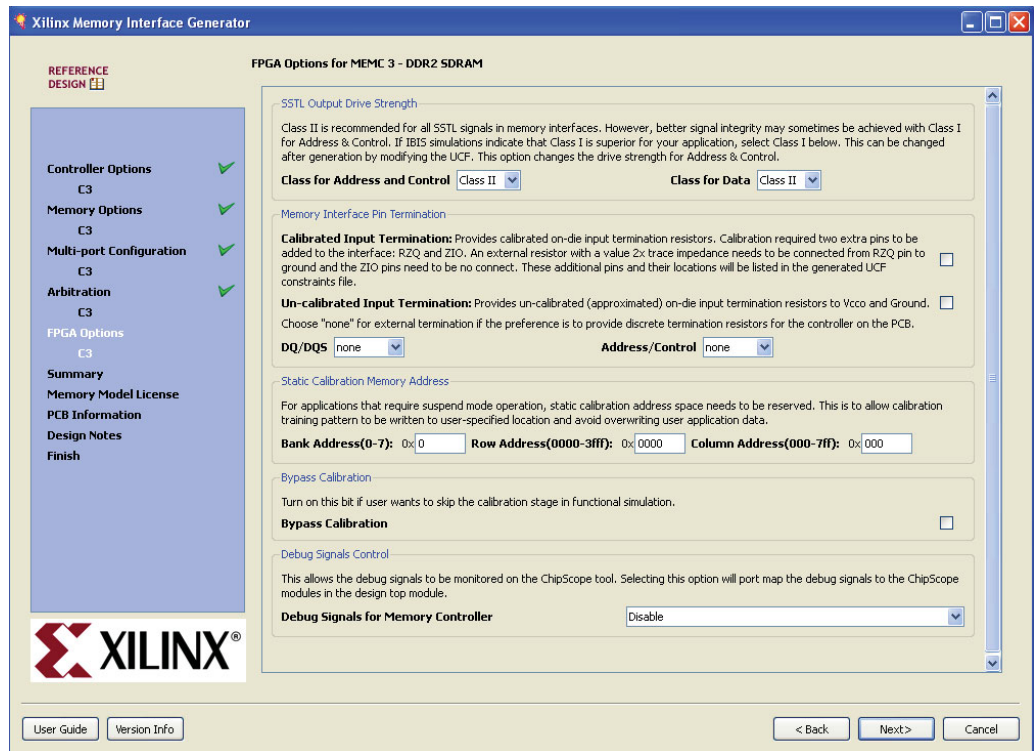 Xilinx Memory Interface Generator
REFERENCE
DESIGN
Controller Options
C3
Memory Options
C3
Multi-port Configuration
C3
Arbitration
C3
FPGA Options
C3
Summary
Memory Model License
PCB Information
Design Notes
Finish
XILINX®
FPGA Options for MEMC 3 - DDR2 SDRAM
SSTL Output Drive Strength
Class II is recommended for all SSTL signals in memory interfaces. However, better signal integrity may sometimes be achieved with Class I
for Address & Control. If IBIS simulations indicate that Class I is superior for your application, select Class I below. This can be changed
after generation by modifying the UCF. This option changes the drive strength for Address & Control.
Class for Address and Control Class II Class for Data Class II
Memory Interface Pin Termination
Calibrated Input Termination: Provides calibrated on-die input termination resistors. Calibration required two extra pins to be
added to the interface: RZQ and ZIO. An external resistor with a value 2x trace impedance needs to be connected from RZQ pin to
ground and the ZIO pins need to be no connect. These additional pins and their locations will be listed in the generated UCF
constraints file.
Un-calibrated Input Termination: Provides un-calibrated (approximated) on-die input termination resistors to Vcco and Ground.
Choose "none" for external termination if the preference is to provide discrete termination resistors for the controller on the PCB.
DQ/DQS none Address/Control none
Static Calibration Memory Address
For applications that require suspend mode operation, static calibration address space needs to be reserved. This is to allow calibration
training pattern to be written to user-specified location and avoid overwriting user application data.
Bank Address(0-7): 0x 0 Row Address(0000-3fff): 0x 0000 Column Address(000-7ff): 0x 000
Bypass Calibration
Turn on this bit if user wants to skip the calibration stage in functional simulation.
Bypass Calibration
Debug Signals Control
This allows the debug signals to be monitored on the ChipScope tool. Selecting this option will port map the debug signals to the ChipScope
modules in the design top module.
Debug Signals for Memory Controller Disable
User Guide Version Info < Back Next> Cancel